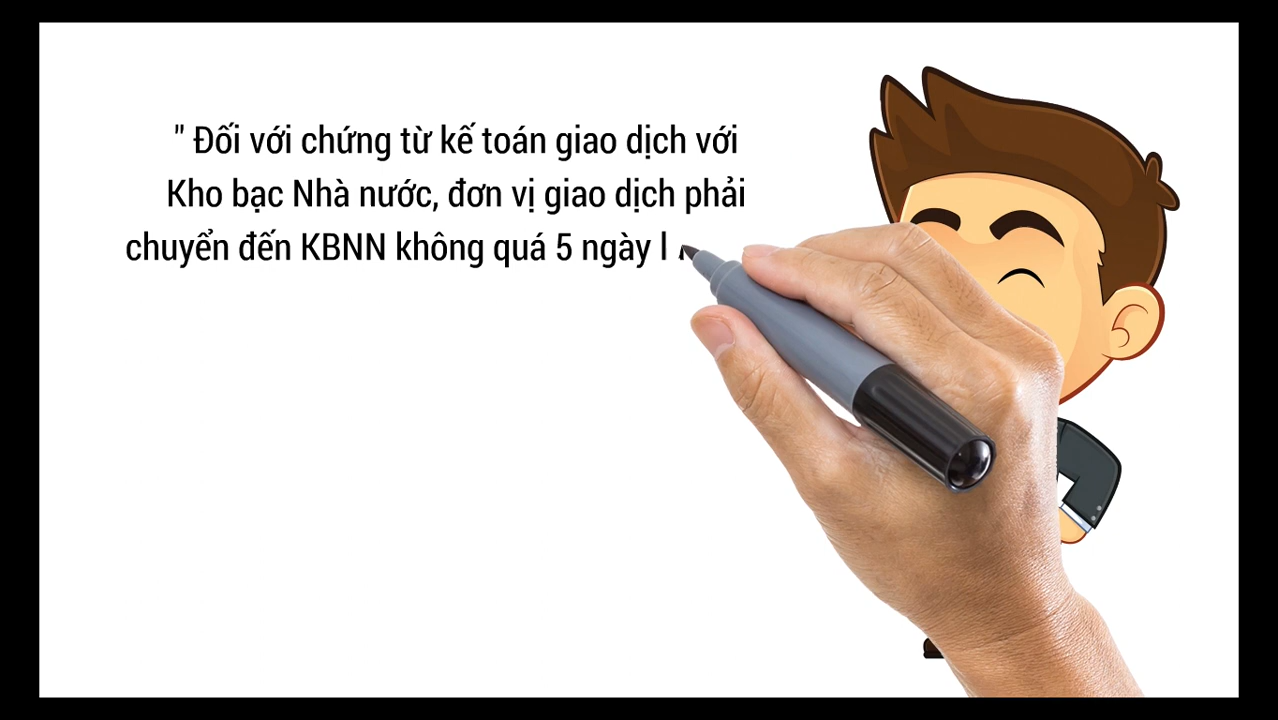 " Đối với chứng từ kế toán giao dịch với
Kho bạc Nhà nước, đơn vị giao dịch phải
chuyển đến KBNN không quá 5 ngày l